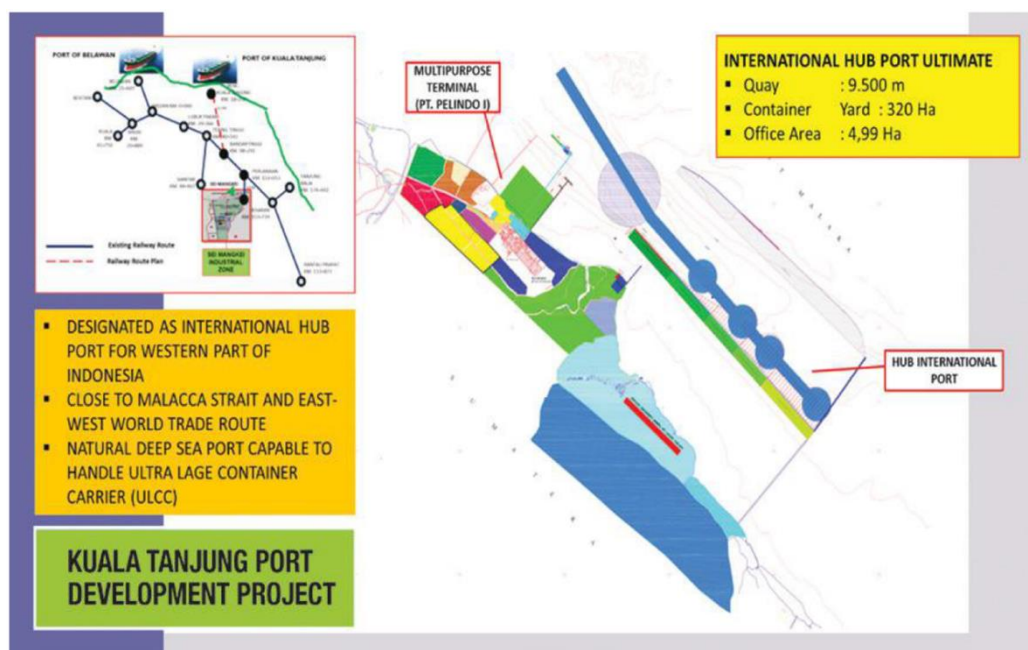 PORT OF BELAWAN
PORT OF KUALA TANJUNG
SEI MANGKEI
Existing Railway Route
Railway Route Plan
SEI MANGKEI
INDUSTRIAL
ZONE
MULTIPURPOSE
TERMINAL
(PT. PELINDO I)
INTERNATIONAL HUB PORT ULTIMATE
▪ Quay : 9.500 m
▪ Container Yard : 320 Ha
▪ Office Area : 4,99 Ha
HUB INTERNATIONAL
PORT
▪ DESIGNATED AS INTERNATIONAL HUB
PORT FOR WESTERN PART OF
INDONESIA
▪ CLOSE TO MALACCA STRAIT AND EAST-
WEST WORLD TRADE ROUTE
▪ NATURAL DEEP SEA PORT CAPABLE TO
HANDLE ULTRA LAGE CONTAINER
CARRIER (ULCC)
KUALA TANJUNG PORT
DEVELOPMENT PROJECT